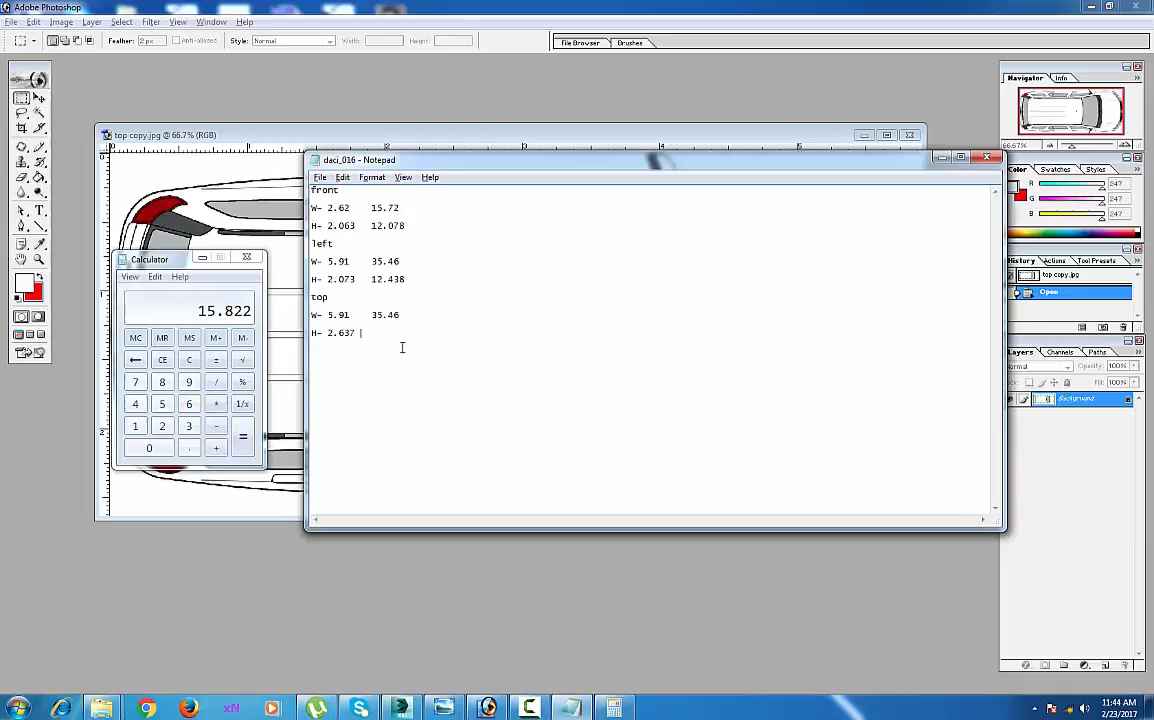 Adobe Photoshop
File Edit Image Layer Select Filter View Window Help
Feather: 2 px Anti-aliased Style: Normal Width: Height: File Browser Brushes
top copy.jpg @ 66.7% (RGB)
daci_016 - Notepad
File Edit Format View Help
front
W- 2.62 15.72
H- 2.063 12.078
left
W- 5.91 35.46
H- 2.073 12.438
top
W- 5.91 35.46
H- 2.637
Calculator
View Edit Help
15.822
MC MR MS M+ M-
← CE C ± √
7 8 9 / %
4 5 6 * 1/x
1 2 3 - =
0 . +
Navigator Info
66.67%
Color Swatches Styles
R 247
G 247
B 247
History Actions Tool Presets
top copy.jpg
Open
Layers Channels Paths
Normal Opacity: 100%
Lock: Fill: 100%
Background
11:44 AM
2/23/2017